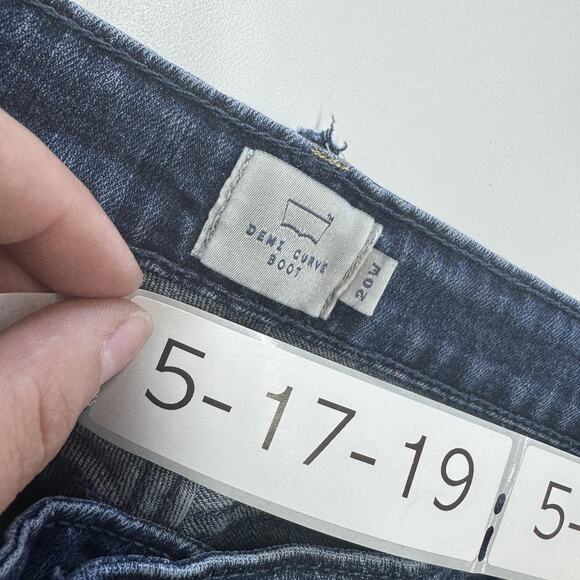 DEMI CURVE
BOOT
20W
5-17-19
5-